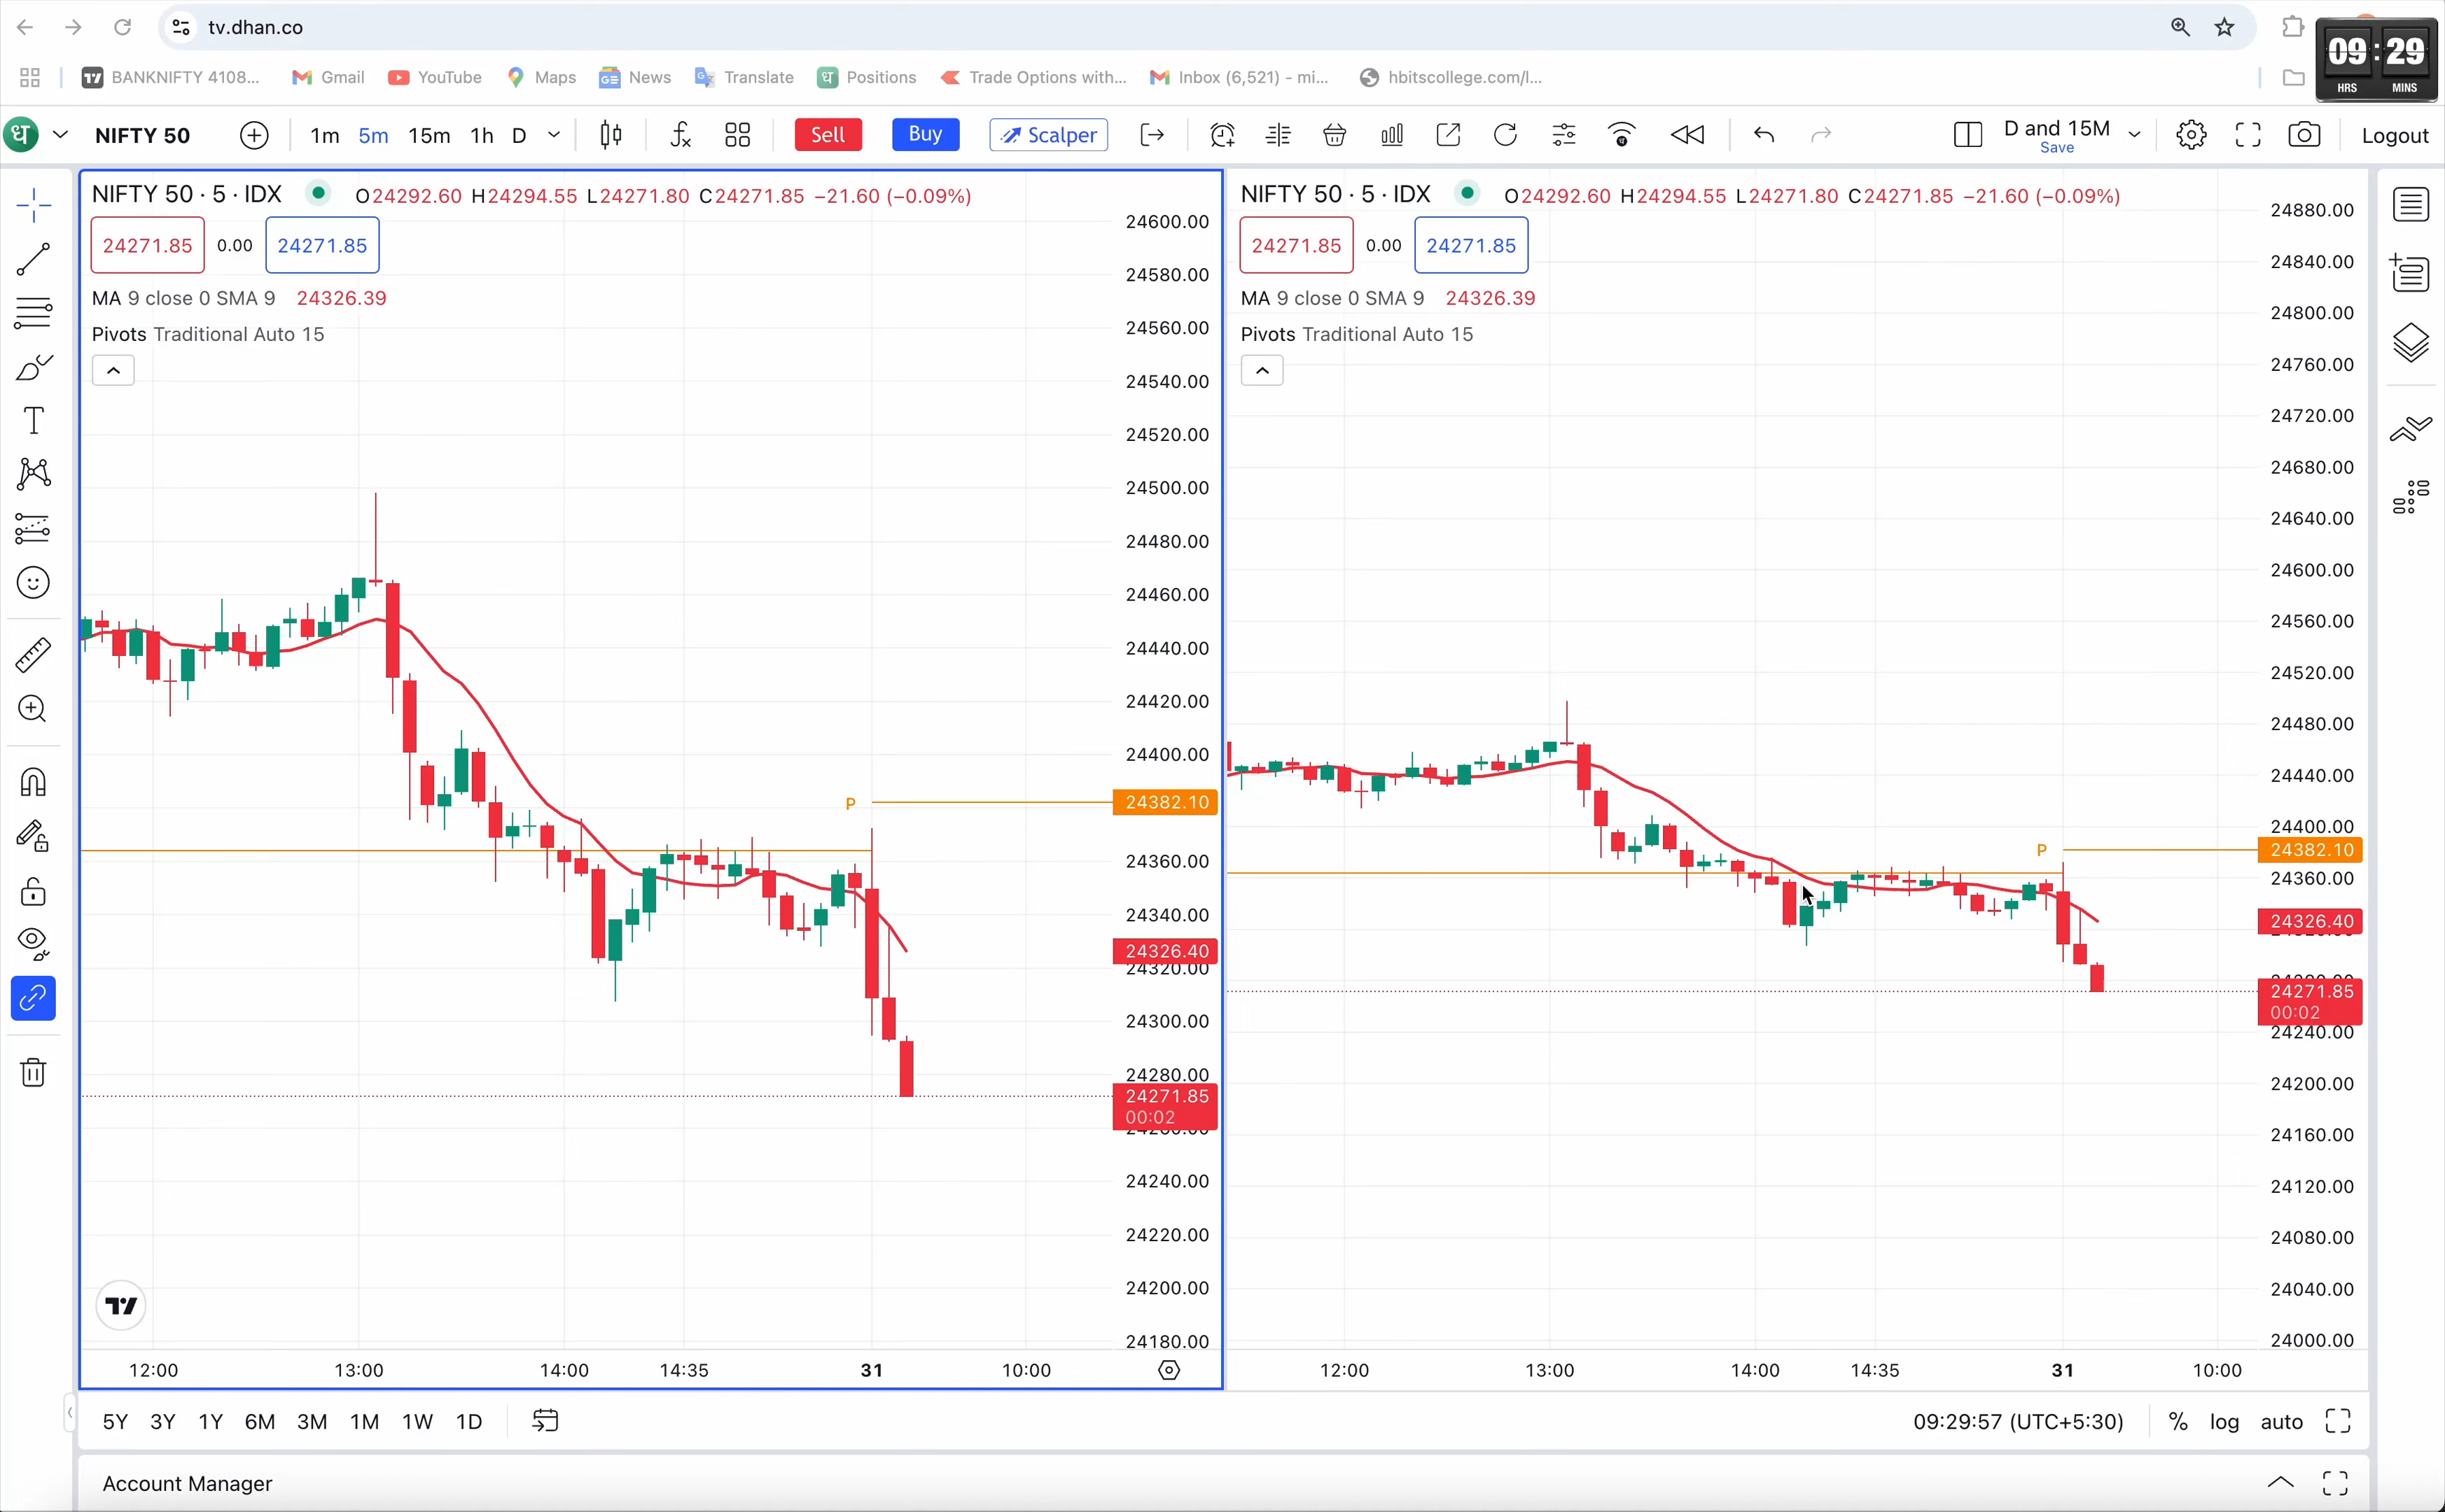 tv.dhan.co
09:29
HRS MINS
BANKNIFTY 4108... Gmail YouTube Maps News Translate Positions Trade Options with... Inbox (6,521) - mi... hbitscollege.com/l...
NIFTY 50 1m 5m 15m 1h D Sell Buy Scalper D and 15M Logout
Save
NIFTY 50 · 5 · IDX O24292.60 H24294.55 L24271.80 C24271.85 −21.60 (−0.09%)
24271.85 0.00 24271.85
MA 9 close 0 SMA 9 24326.39
Pivots Traditional Auto 15
24600.00
24580.00
24560.00
24540.00
24520.00
24500.00
24480.00
24460.00
24440.00
24420.00
24400.00
P 24382.10
24360.00
24340.00
24326.40
24320.00
24300.00
24280.00
24271.85
00:02
24240.00
24220.00
24200.00
24180.00
12:00 13:00 14:00 14:35 31 10:00
NIFTY 50 · 5 · IDX O24292.60 H24294.55 L24271.80 C24271.85 −21.60 (−0.09%)
24271.85 0.00 24271.85
MA 9 close 0 SMA 9 24326.39
Pivots Traditional Auto 15
24880.00
24840.00
24800.00
24760.00
24720.00
24680.00
24640.00
24600.00
24560.00
24520.00
24480.00
24440.00
24400.00
P 24382.10
24360.00
24326.40
24271.85
00:02
24240.00
24200.00
24160.00
24120.00
24080.00
24040.00
24000.00
12:00 13:00 14:00 14:35 31 10:00
5Y 3Y 1Y 6M 3M 1M 1W 1D 09:29:57 (UTC+5:30) % log auto
Account Manager